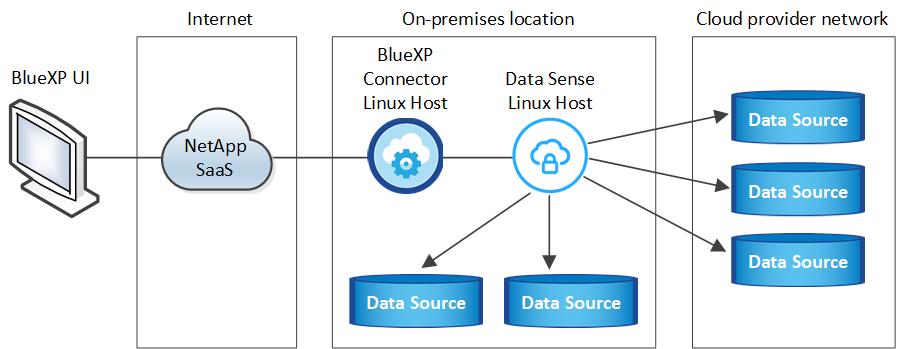 Internet
On-premises location
Cloud provider network
BlueXP UI
BlueXP
Connector
Linux Host
Data Sense
Linux Host
NetApp
SaaS
Data Source
Data Source
Data Source
Data Source
Data Source